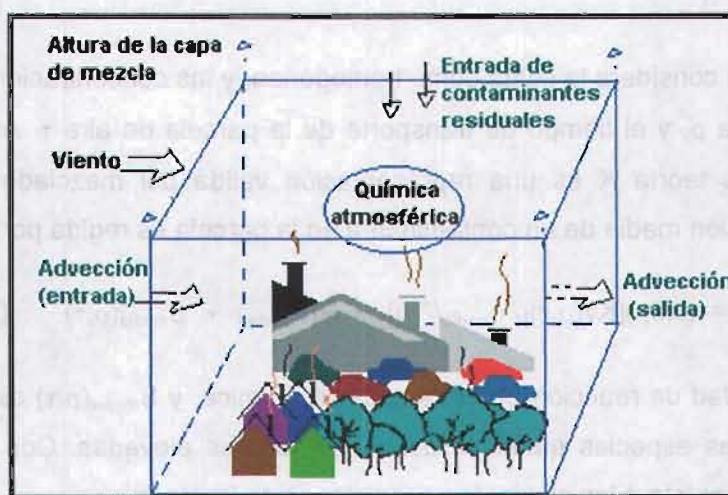 Altura de la capa
de mezcla
Entrada de
contaminantes
residuales
Viento
Química
atmosférica
Advección
(entrada)
Advección
(salida)